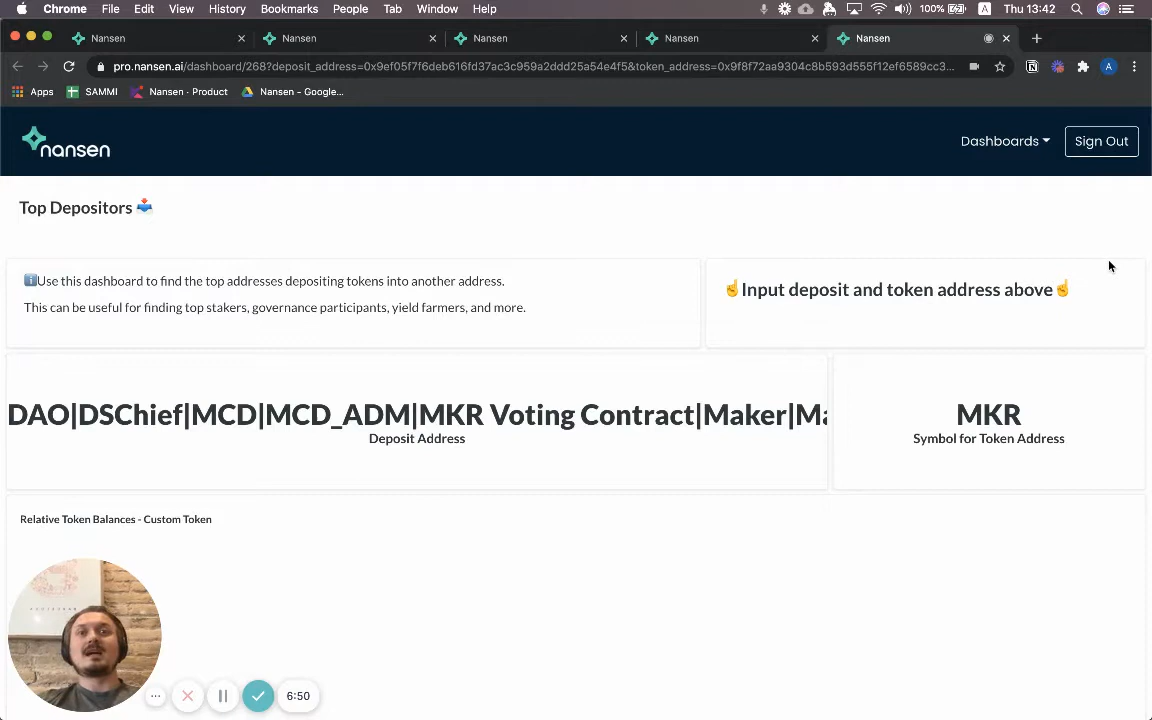 Chrome File Edit View History Bookmarks People Tab Window Help 100% A Thu 13:42
Nansen Nansen Nansen Nansen Nansen
pro.nansen.ai/dashboard/268?deposit_address=0x9ef05f7f6deb616fd37ac3c959a2ddd25a54e4f5&token_address=0x9f8f72aa9304c8b593d555f12ef6589cc3... A
Apps SAMMI Nansen · Product Nansen - Google...
nansen Dashboards Sign Out
Top Depositors
Use this dashboard to find the top addresses depositing tokens into another address.
This can be useful for finding top stakers, governance participants, yield farmers, and more.
Input deposit and token address above
DAO|DSChief|MCD|MCD_ADM|MKR Voting Contract|Maker|Ma
Deposit Address
MKR
Symbol for Token Address
Relative Token Balances - Custom Token
6:50